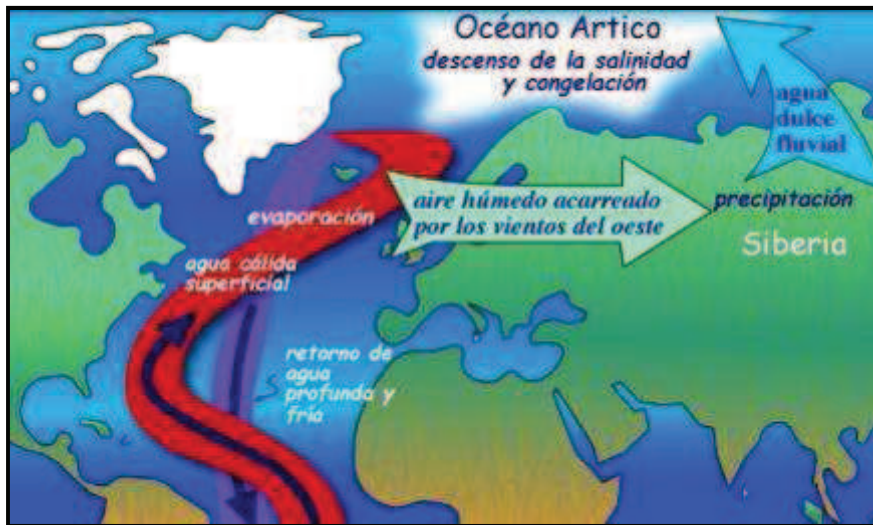 Océano Artico
descenso de la salinidad
y congelación
agua
dulce
fluvial
aire húmedo acarreado
por los vientos del oeste
precipitación
Siberia
evaporación
agua cálida
superficial
retorno de
agua
profunda y
fría